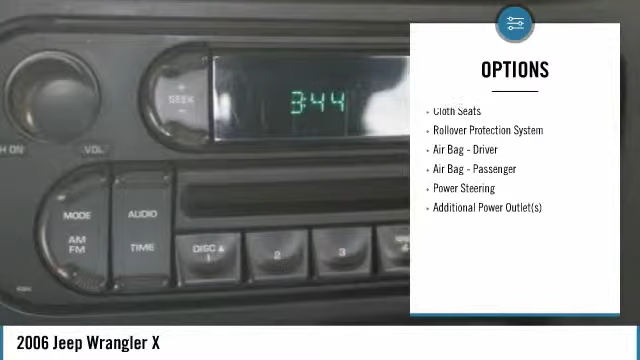 3:44
+
SEEK
-
VOL
MODE
AUDIO
AM
FM
TIME
DISC &
1
2
3
OPTIONS
Cloth Seats
Rollover Protection System
Air Bag - Driver
Air Bag - Passenger
Power Steering
Additional Power Outlet(s)
2006 Jeep Wrangler X